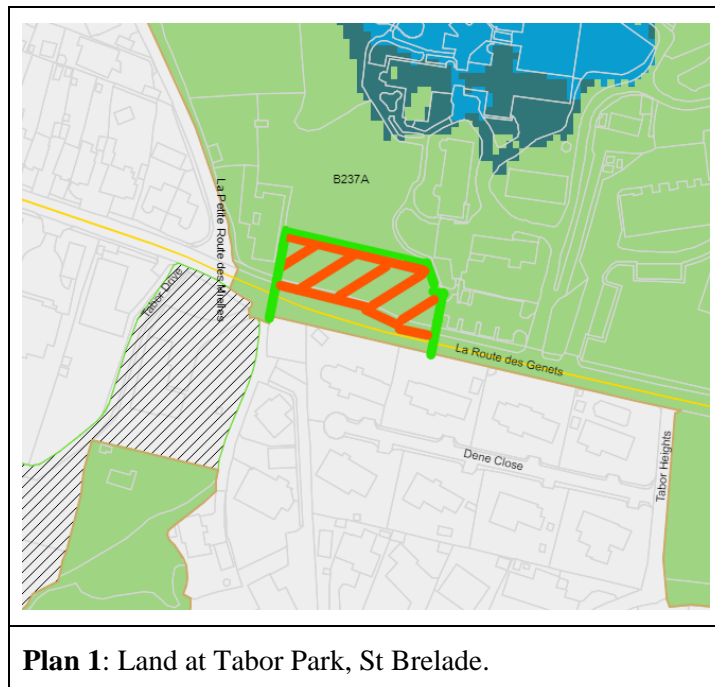 B237A
La Petite Route des Mielles
Tabor Drive
La Route des Genets
Dene Close
Tabor Heights
Plan 1: Land at Tabor Park, St Brelade.